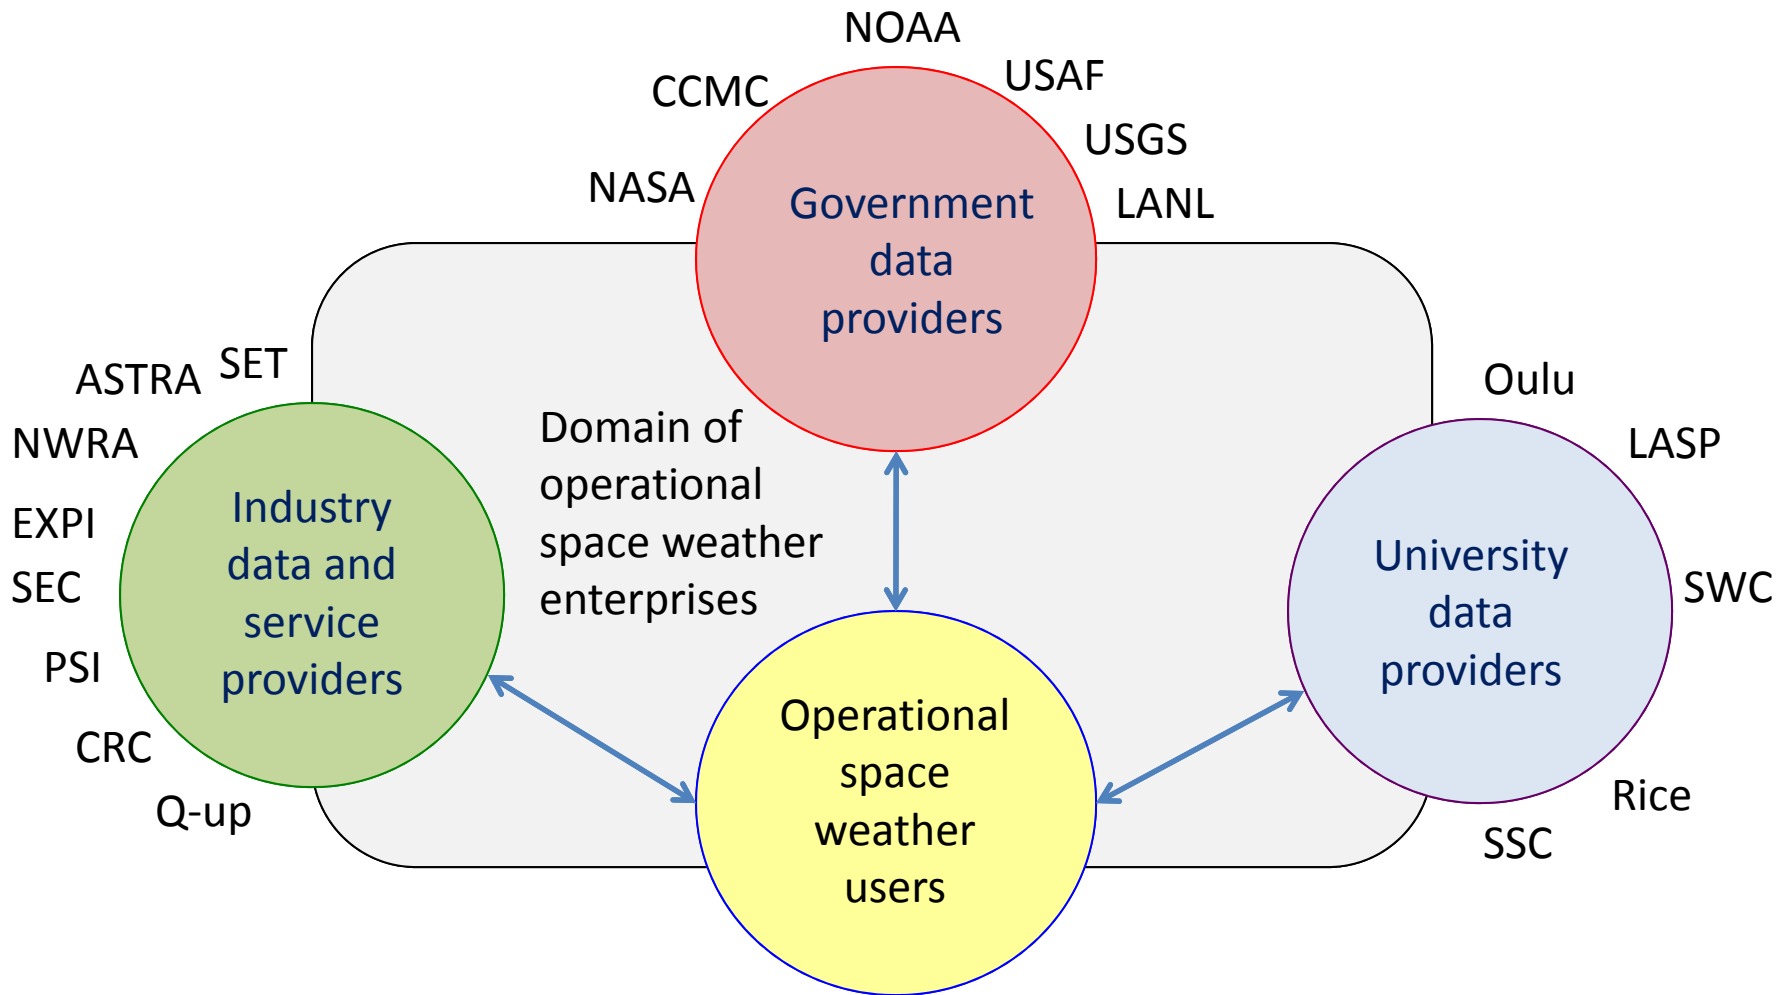 NOAA
USAF
CCMC
USGS
NASA
LANL
Government
data
providers
SET
ASTRA
NWRA
EXPI
SEC
PSI
CRC
Q-up
Industry
data and
service
providers
Domain of
operational
space weather
enterprises
Oulu
LASP
SWC
Rice
SSC
University
data
providers
Operational
space
weather
users